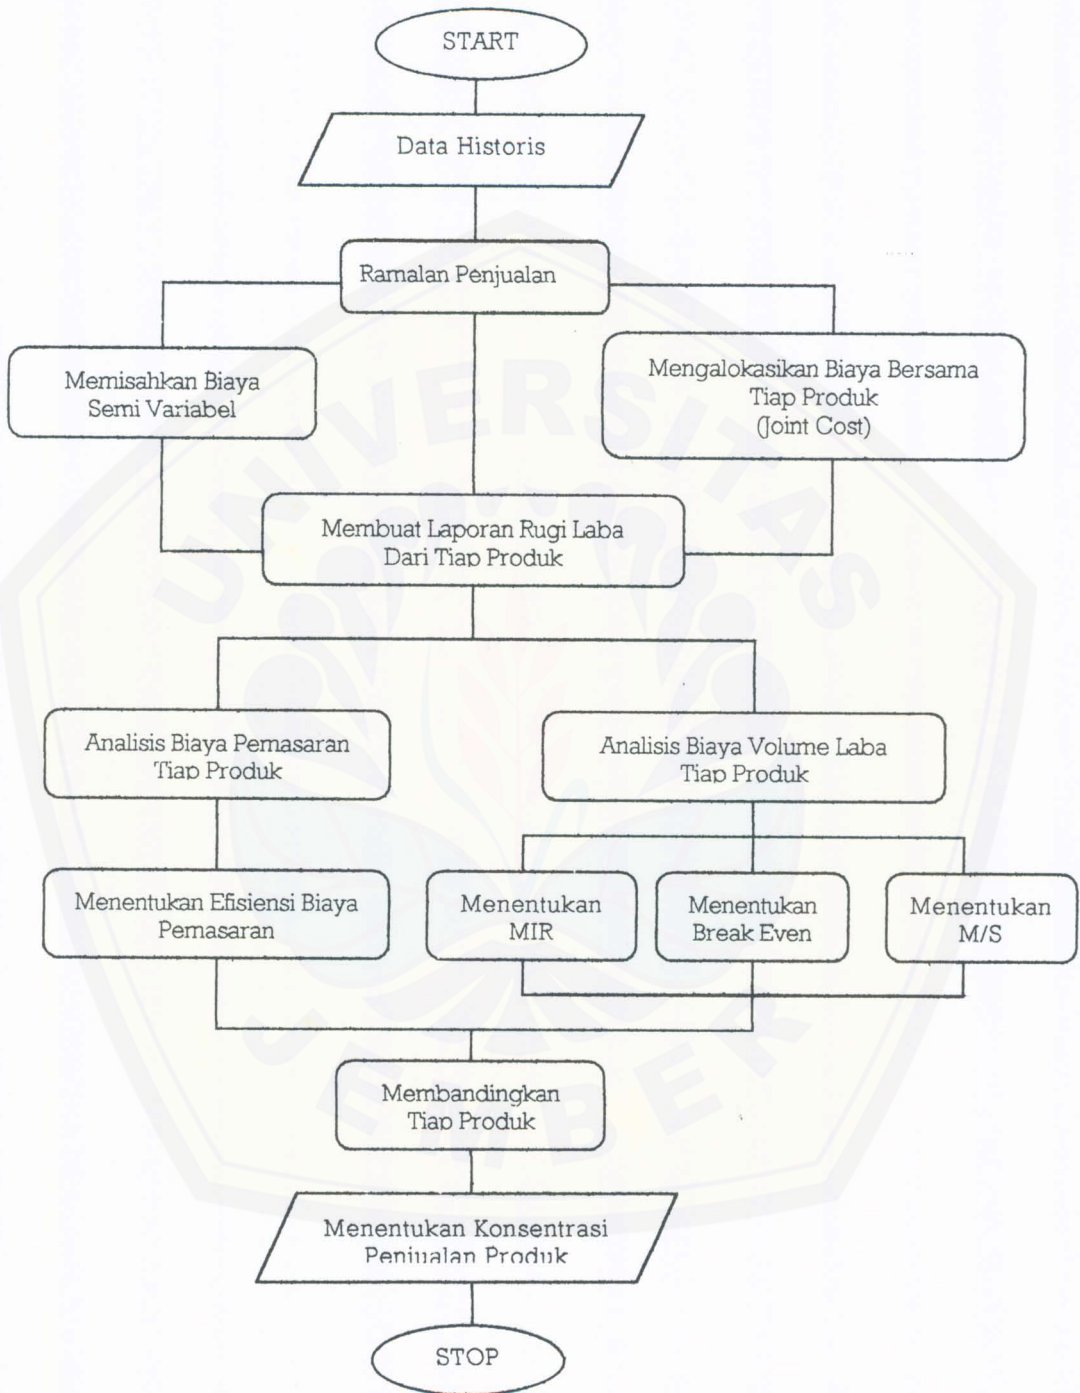 START
Data Historis
Ramalan Penjualan
Memisahkan Biaya
Semi Variabel
Mengalokasikan Biaya Bersama
Tiap Produk
(Joint Cost)
Membuat Laporan Rugi Laba
Dari Tiap Produk
Analisis Biaya Pemasaran
Tiap Produk
Analisis Biaya Volume Laba
Tiap Produk
Menentukan Efisiensi Biaya
Pemasaran
Menentukan
MIR
Menentukan
Break Even
Menentukan
M/S
Membandingkan
Tiap Produk
Menentukan Konsentrasi
Penjualan Produk
STOP
UNIVERSITAS
JEMBER